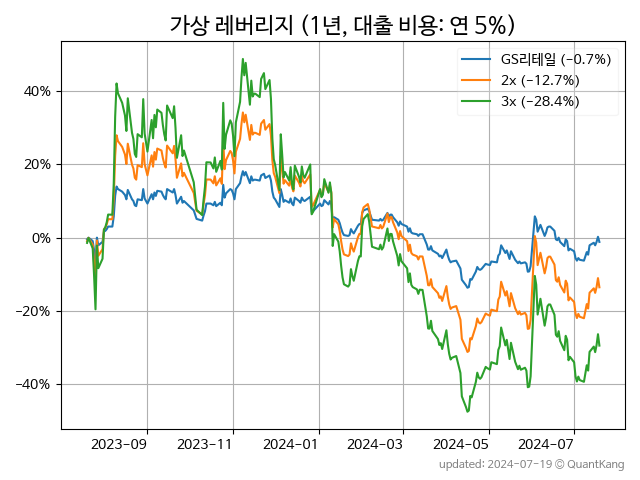 가상 레버리지 (1년, 대출 비용: 연 5%)
GS리테일 (−0.7%)
2x (−12.7%)
3x (−28.4%)
40%
20%
0%
−20%
−40%
2023-09 2023-11 2024-01 2024-03 2024-05 2024-07
updated: 2024-07-19 © QuantKang